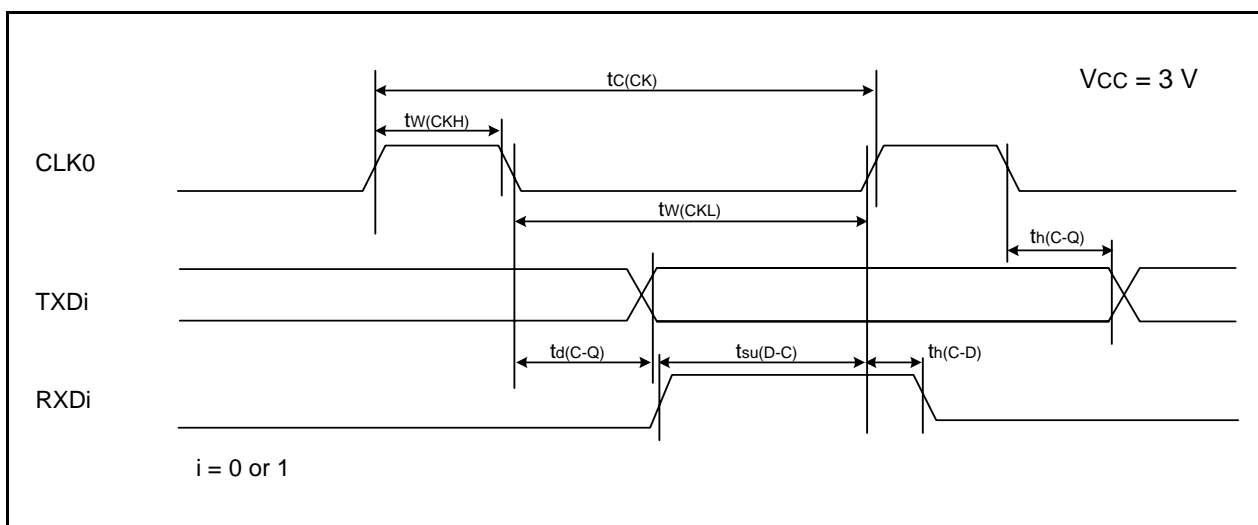 tC(CK)
VCC = 3 V
tW(CKH)
CLK0
tW(CKL)
th(C-Q)
TXDi
td(C-Q)
tsu(D-C)
th(C-D)
RXDi
i = 0 or 1